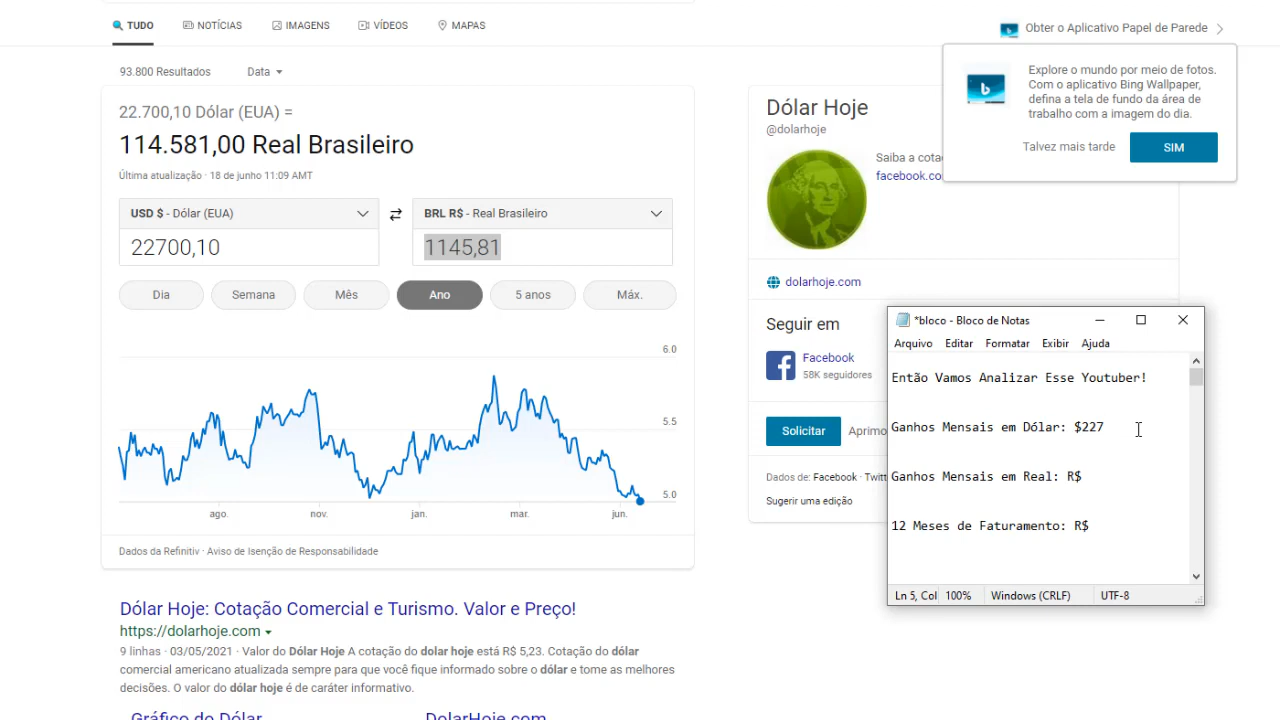 TUDO
NOTÍCIAS
IMAGENS
VÍDEOS
MAPAS
Obter o Aplicativo Papel de Parede
Explore o mundo por meio de fotos.
Com o aplicativo Bing Wallpaper,
defina a tela de fundo da área de
trabalho com a imagem do dia.
Talvez mais tarde
SIM
93.800 Resultados
Data
22.700,10 Dólar (EUA) =
114.581,00 Real Brasileiro
Última atualização · 18 de junho 11:09 AMT
USD $ - Dólar (EUA)
BRL R$ - Real Brasileiro
22700,10
1145,81
Dia
Semana
Mês
Ano
5 anos
Máx.
6.0
5.5
5.0
ago.
nov.
jan.
mar.
jun.
Dados da Refinitiv · Aviso de Isenção de Responsabilidade
Dólar Hoje: Cotação Comercial e Turismo. Valor e Preço!
https://dolarhoje.com
9 linhas · 03/05/2021 · Valor do Dólar Hoje A cotação do dolar hoje está R$ 5,23. Cotação do dólar
comercial americano atualizada sempre para que você fique informado sobre o dólar e tome as melhores
decisões. O valor do dólar hoje é de caráter informativo.
Gráfico do Dólar
DolarHoje.com
Dólar Hoje
@dolarhoje
Saiba a cota
facebook.co
dolarhoje.com
Seguir em
Facebook
58K seguidores
Solicitar
Aprimo
Dados de: Facebook · Twitt
Sugerir uma edição
*bloco - Bloco de Notas
Arquivo
Editar
Formatar
Exibir
Ajuda
Então Vamos Analizar Esse Youtuber!
Ganhos Mensais em Dólar: $227
Ganhos Mensais em Real: R$
12 Meses de Faturamento: R$
Ln 5, Col
100%
Windows (CRLF)
UTF-8